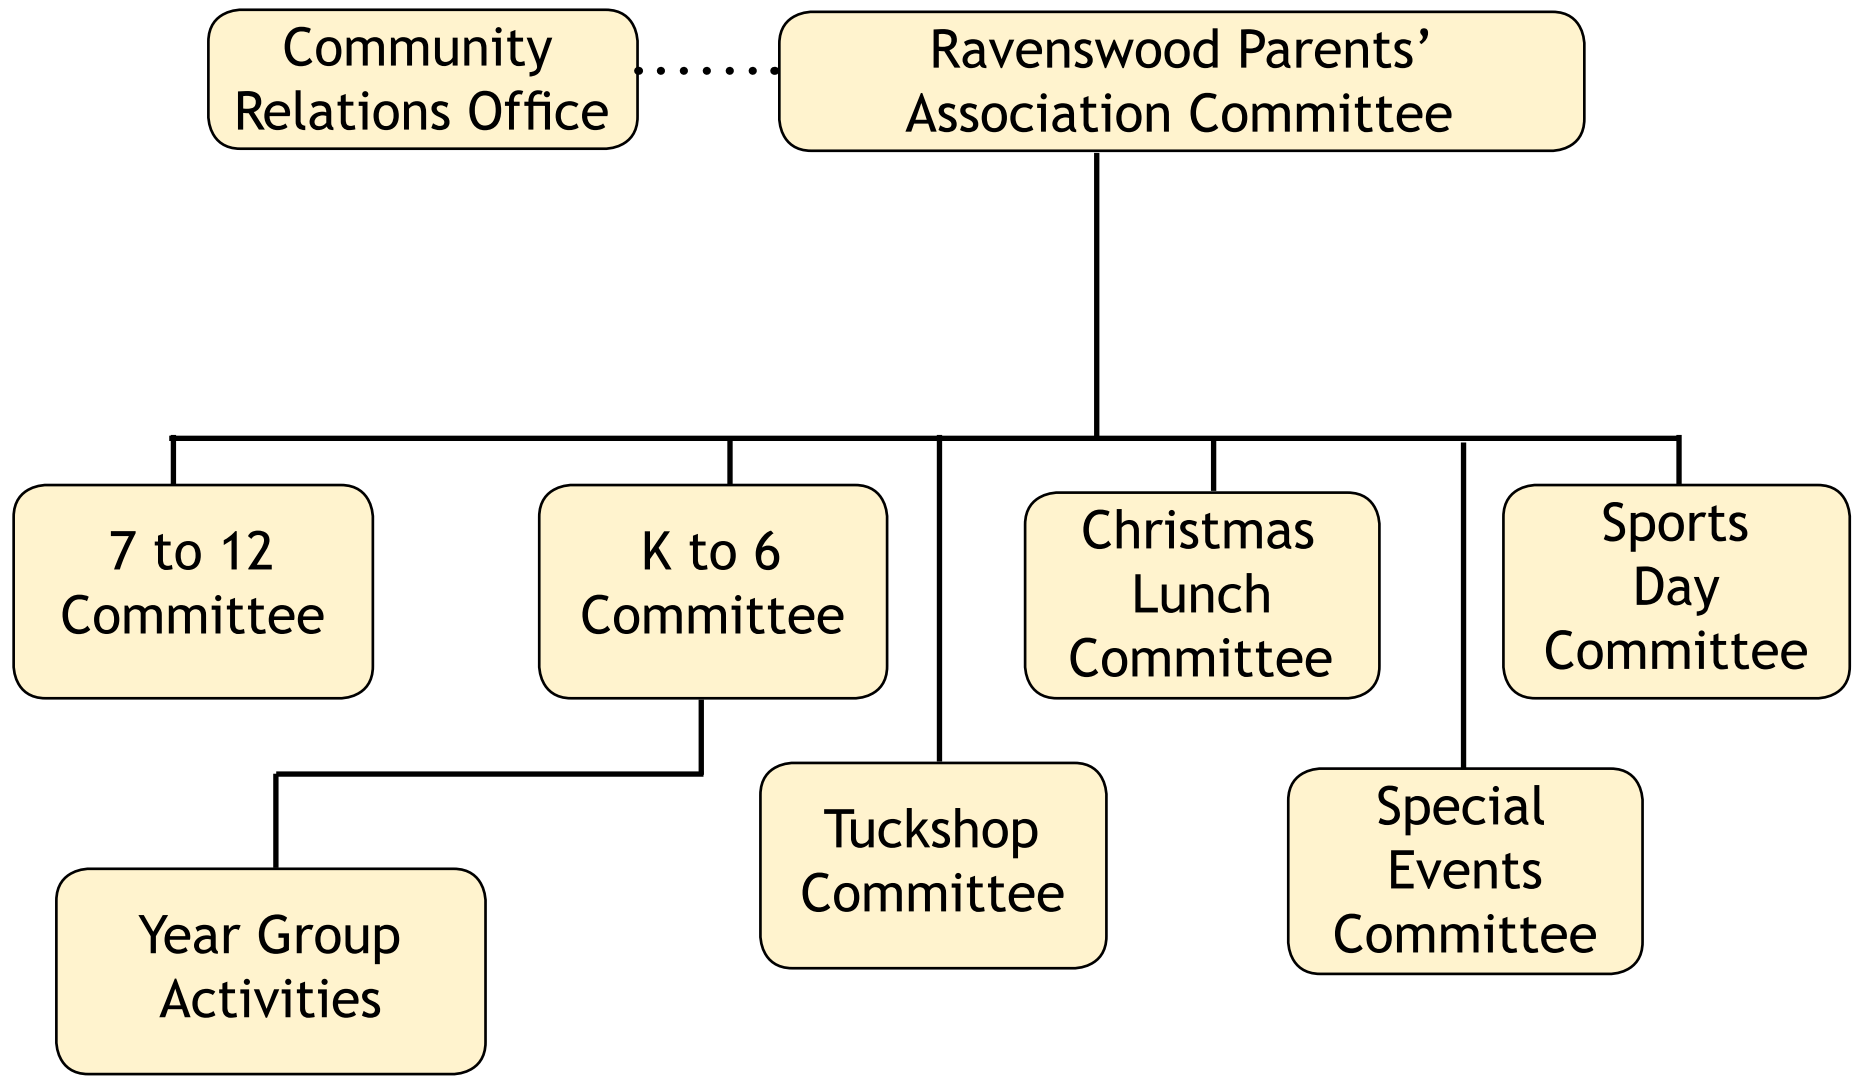 Community
Relations Office
Ravenswood Parents’
Association Committee
7 to 12
Committee
K to 6
Committee
Christmas
Lunch
Committee
Sports
Day
Committee
Tuckshop
Committee
Special
Events
Committee
Year Group
Activities